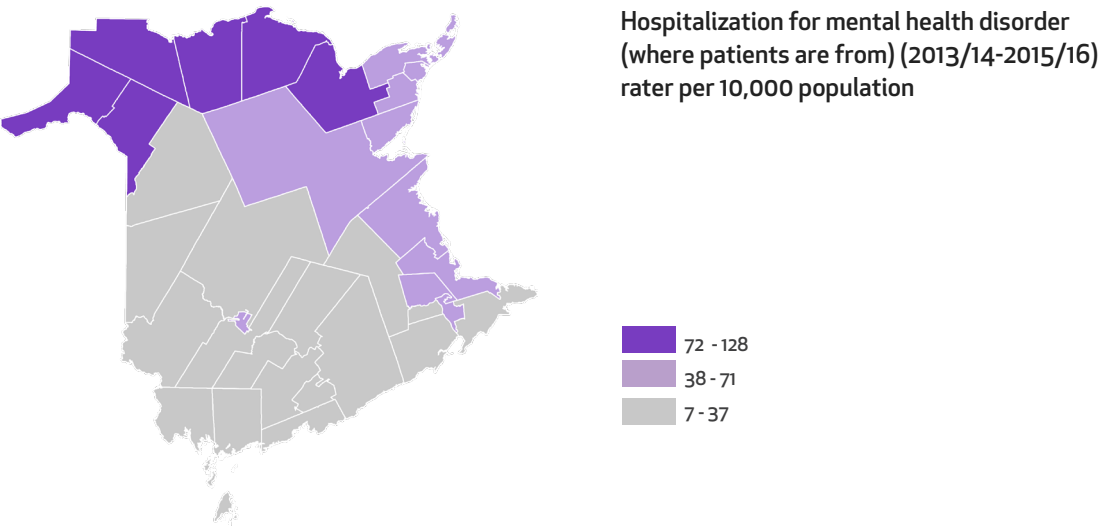 Hospitalization for mental health disorder
(where patients are from) (2013/14-2015/16)
rater per 10,000 population
72 - 128
38 - 71
7 - 37